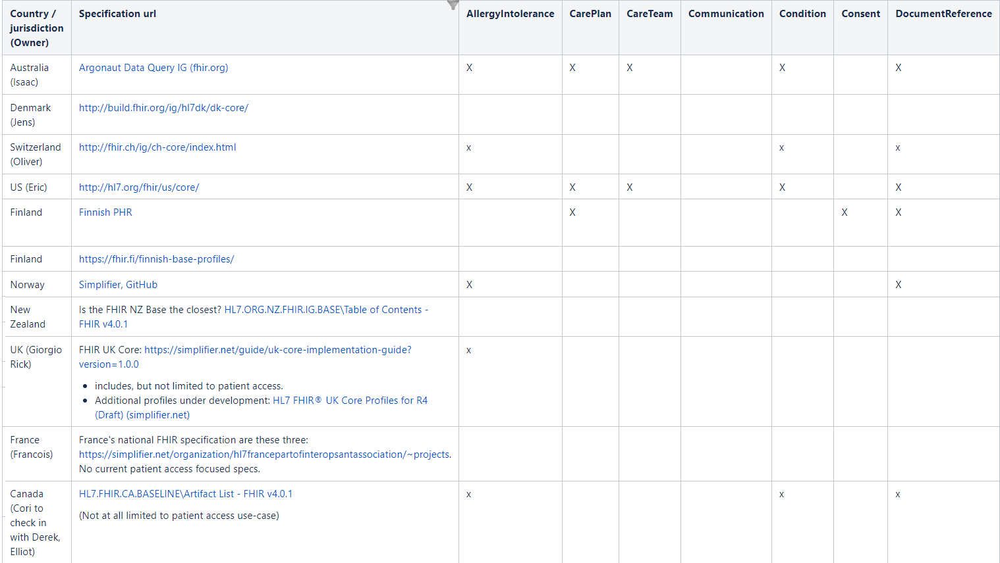 Country / jurisdiction (Owner) Specification url AllergyIntolerance CarePlan CareTeam Communication Condition Consent DocumentReference
Australia (Isaac) Argonaut Data Query IG (fhir.org) X X X X X
Denmark (Jens) http://build.fhir.org/ig/hl7dk/dk-core/
Switzerland (Oliver) http://fhir.ch/ig/ch-core/index.html x x x
US (Eric) http://hl7.org/fhir/us/core/ X X X X X
Finland Finnish PHR X X X
Finland https://fhir.fi/finnish-base-profiles/
Norway Simplifier, GitHub X X
New Zealand Is the FHIR NZ Base the closest? HL7.ORG.NZ.FHIR.IG.BASE\Table of Contents -
FHIR v4.0.1
UK (Giorgio Rick) FHIR UK Core: https://simplifier.net/guide/uk-core-implementation-guide? x
version=1.0.0
• includes, but not limited to patient access.
• Additional profiles under development: HL7 FHIR® UK Core Profiles for R4
(Draft) (simplifier.net)
France (Francois) France's national FHIR specification are these three:
https://simplifier.net/organization/hl7francepartofinteropsantassociation/~projects.
No current patient access focused specs.
Canada (Cori to check in with Derek, Elliot) HL7.FHIR.CA.BASELINE\Artifact List - FHIR v4.0.1 x x x
(Not at all limited to patient access use-case)